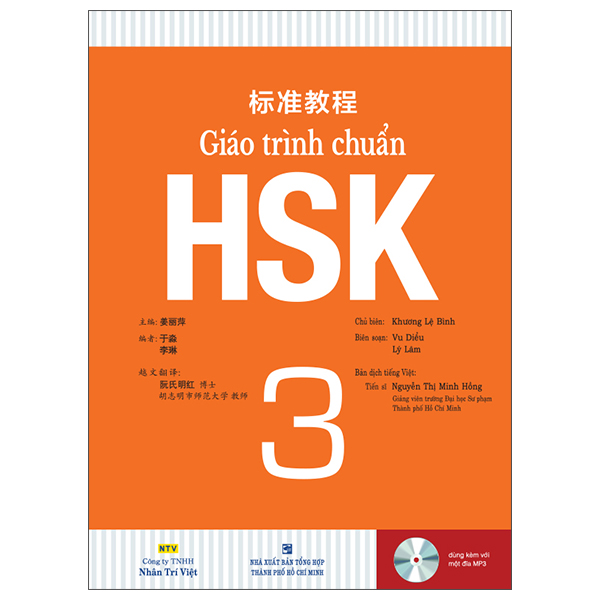 标准教程
Giáo trình chuẩn
HSK
主编: 姜丽萍
编者: 于淼
李琳
越文翻译:
阮氏明红 博士
胡志明市师范大学 教师
Chủ biên: Khương Lệ Bình
Biên soạn: Vu Diểu
Lý Lâm
Bản dịch tiếng Việt:
Tiến sĩ Nguyễn Thị Minh Hồng
Giảng viên trường Đại học Sư phạm
Thành phố Hồ Chí Minh
3
NTV
Công ty TNHH
Nhân Trí Việt
NHÀ XUẤT BẢN TỔNG HỢP
THÀNH PHỐ HỒ CHÍ MINH
dùng kèm với
một đĩa MP3